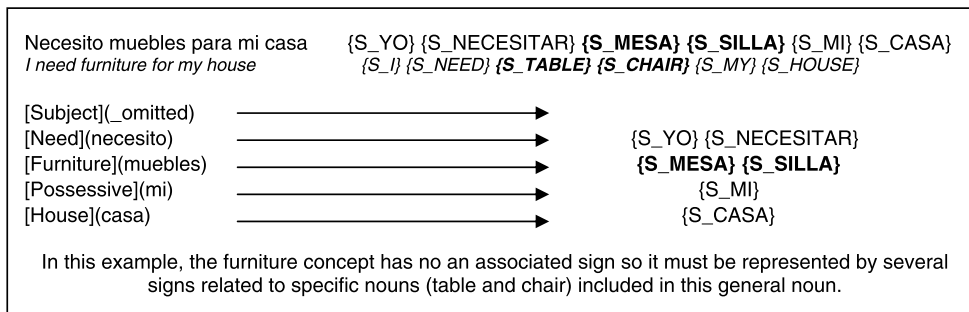 Necesito muebles para mi casa {S_YO} {S_NECESITAR} {S_MESA} {S_SILLA} {S_MI} {S_CASA}
I need furniture for my house {S_I} {S_NEED} {S_TABLE} {S_CHAIR} {S_MY} {S_HOUSE}
[Subject](_omitted)
[Need](necesito) {S_YO} {S_NECESITAR}
[Furniture](muebles) {S_MESA} {S_SILLA}
[Possessive](mi) {S_MI}
[House](casa) {S_CASA}
In this example, the furniture concept has no an associated sign so it must be represented by several
signs related to specific nouns (table and chair) included in this general noun.